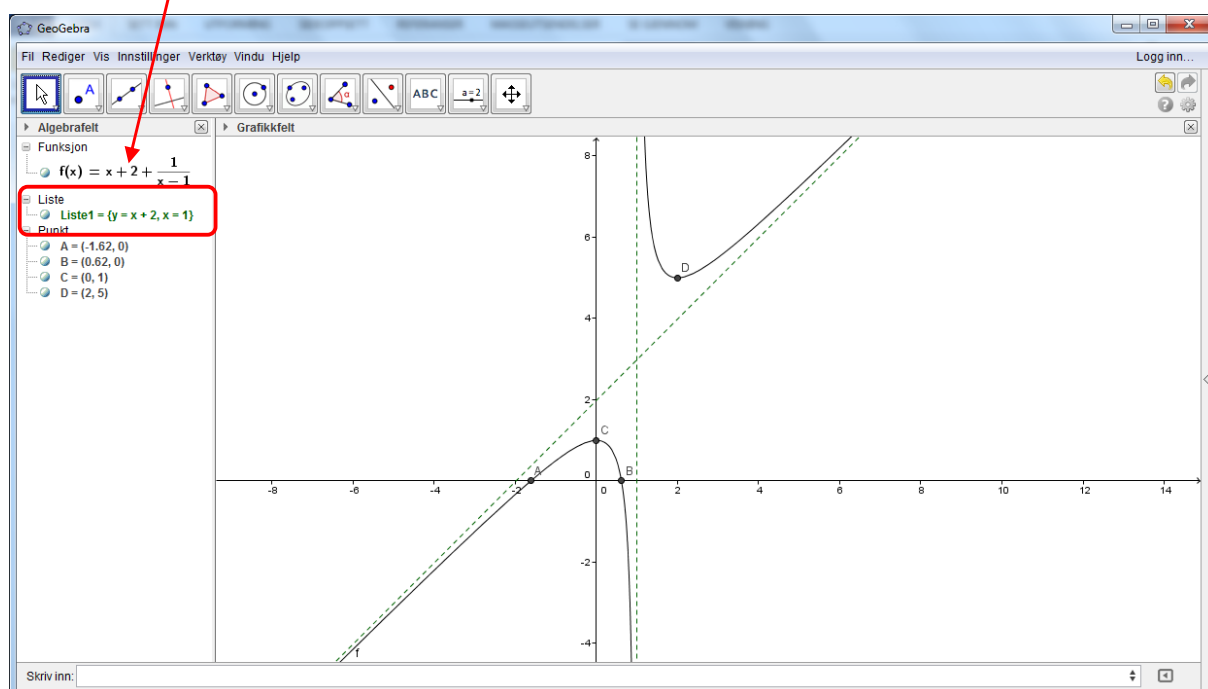 GeoGebra
Fil Rediger Vis Innstillinger Verktøy Vindu Hjelp
Logg inn...
A
α
ABC
a=2
Algebrafelt
Grafikkfelt
Funksjon
f(x) = x + 2 + 1/(x − 1)
Liste
Liste1 = {y = x + 2, x = 1}
Punkt
A = (-1.62, 0)
B = (0.62, 0)
C = (0, 1)
D = (2, 5)
8
6
D
4
2
C
A
0
B
-8
-6
-4
-2
0
2
4
6
8
10
12
14
-2
-4
f
Skriv inn: